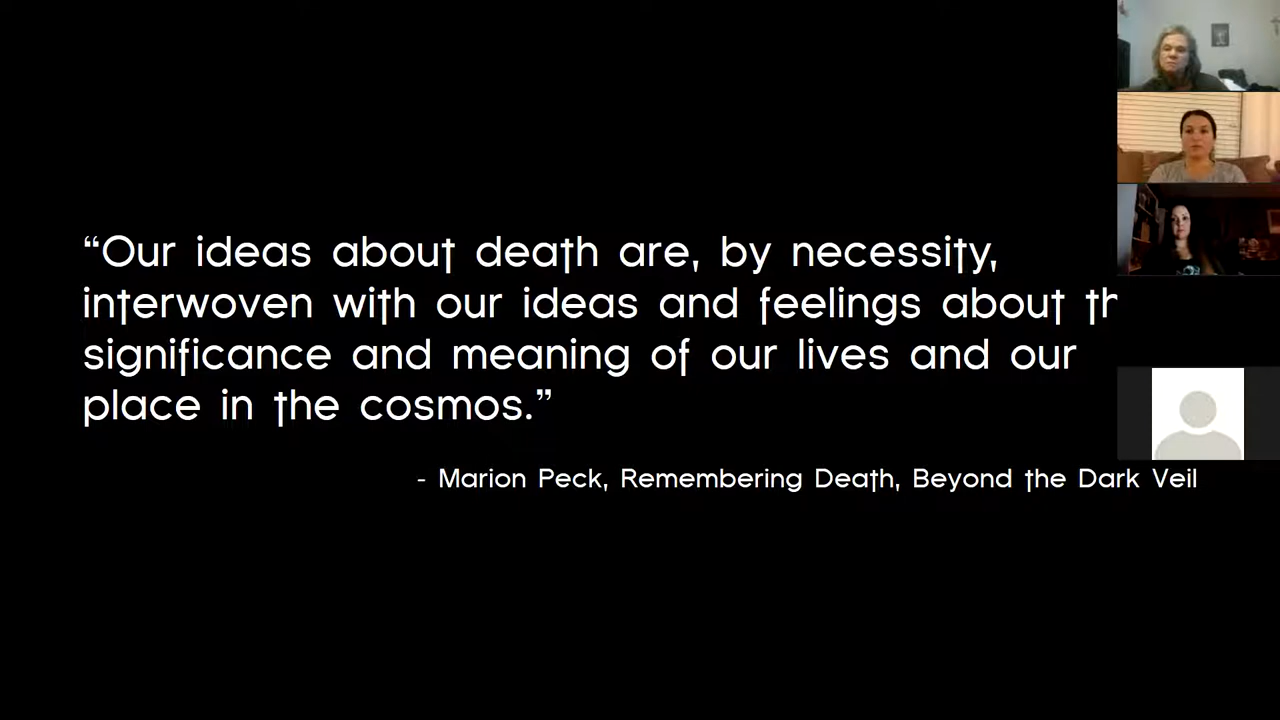 “Our ideas about death are, by necessity,
interwoven with our ideas and feelings about th
significance and meaning of our lives and our
place in the cosmos.”
- Marion Peck, Remembering Death, Beyond the Dark Veil